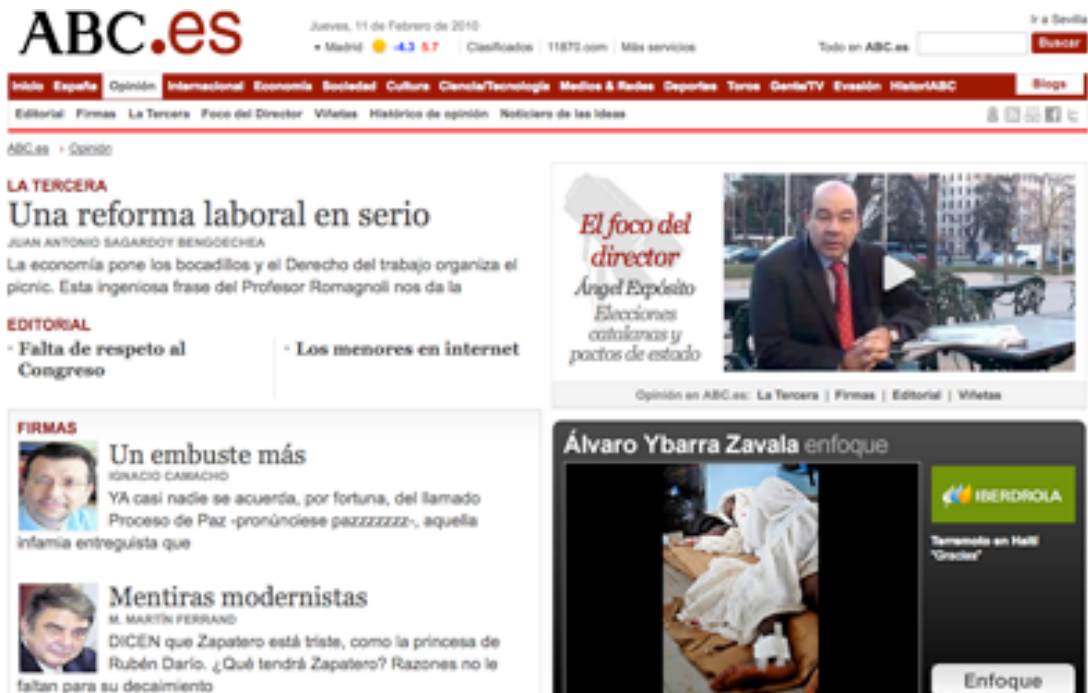 ABC.es
Jueves, 11 de Febrero de 2010
Ir a Sevilla
Madrid -4.3 5.7 Clasificados 11870.com Más servicios
Todo en ABC.es Buscar
Inicio España Opinión Internacional Economía Sociedad Cultura Ciencia/Tecnología Medios & Redes Deportes Toros Gente/TV Evasión HistoriABC Blogs
Editorial Firmas La Tercera Foco del Director Viñetas Histórico de opinión Noticiero de las Ideas
ABC.es › Opinión
LA TERCERA
Una reforma laboral en serio
JUAN ANTONIO SAGARDOY BENGOECHEA
La economía pone los bocadillos y el Derecho del trabajo organiza el
picnic. Esta ingeniosa frase del Profesor Romagnoli nos da la
EDITORIAL
· Falta de respeto al
Congreso
· Los menores en internet
FIRMAS
Un embuste más
IGNACIO CAMACHO
YA casi nadie se acuerda, por fortuna, del llamado
Proceso de Paz -pronúnciese pazzzzzzz-, aquella
infamia entreguista que
Mentiras modernistas
M. MARTÍN FERRAND
DICEN que Zapatero está triste, como la princesa de
Rubén Darío. ¿Qué tendrá Zapatero? Razones no le
faltan para su decaimiento
El foco del
director
Ángel Expósito
Elecciones
catalanas y
pactos de estado
Opinión en ABC.es: La Tercera | Firmas | Editorial | Viñetas
Álvaro Ybarra Zavala enfoque
IBERDROLA
Terremoto en Haití
"Gracias"
Enfoque